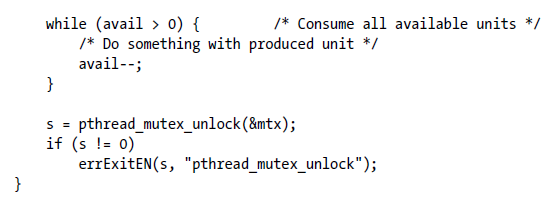 while (avail > 0) {          /* Consume all available units */
    /* Do something with produced unit */
    avail--;
}
s = pthread_mutex_unlock(&mtx);
if (s != 0)
    errExitEN(s, "pthread_mutex_unlock");
}